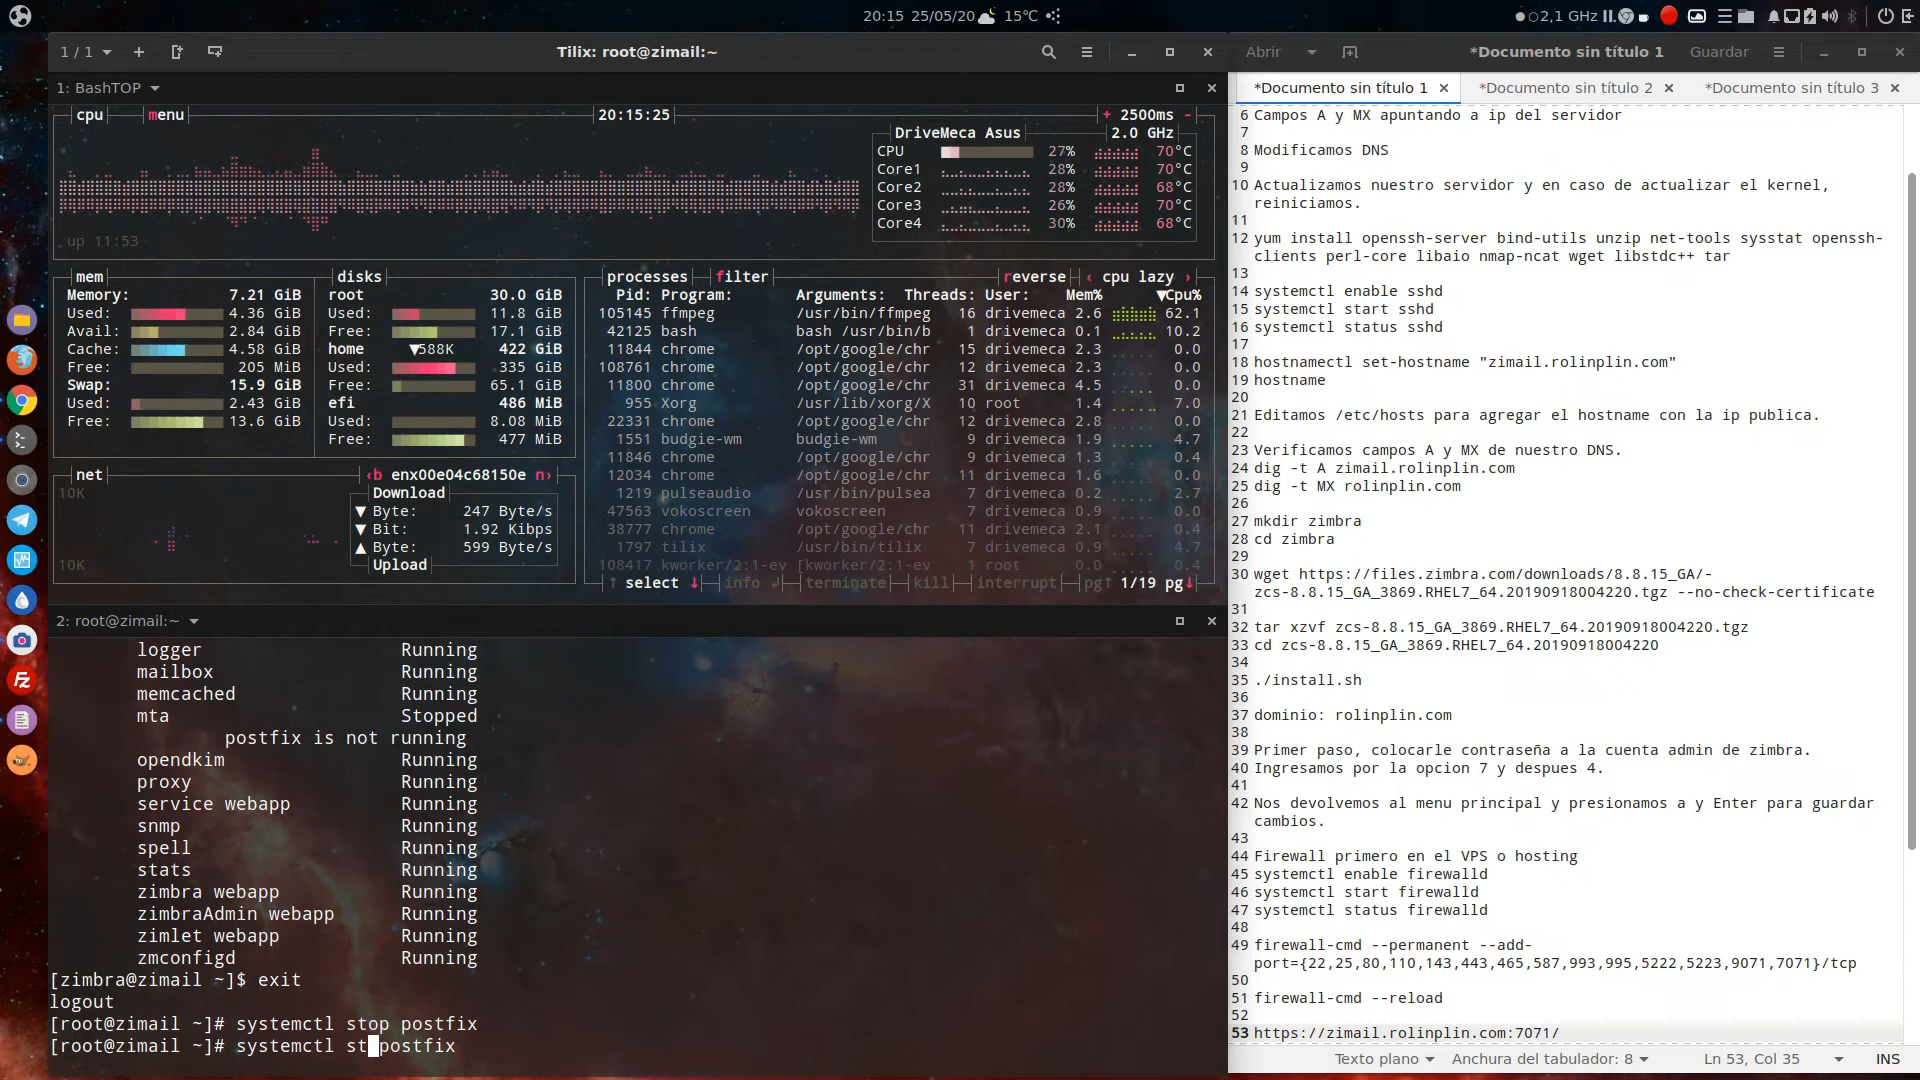 20:15 25/05/20 15℃
2,1 GHz
1 / 1
Tilix: root@zimail:~
Abrir
*Documento sin título 1
Guardar
1: BashTOP
*Documento sin título 1
*Documento sin título 2
*Documento sin título 3
cpu menu 20:15:25 + 2500ms -
DriveMeca Asus 2.0 GHz
CPU 27% 70°C
Core1 28% 70°C
Core2 28% 68°C
Core3 26% 70°C
Core4 30% 68°C
up 11:53
mem
Memory: 7.21 GiB
Used: 4.36 GiB
Avail: 2.84 GiB
Cache: 4.58 GiB
Free: 205 MiB
Swap: 15.9 GiB
Used: 2.43 GiB
Free: 13.6 GiB
disks
root 30.0 GiB
Used: 11.8 GiB
Free: 17.1 GiB
home ▼588K 422 GiB
Used: 335 GiB
Free: 65.1 GiB
efi 486 MiB
Used: 8.08 MiB
Free: 477 MiB
net ‹b enx00e04c68150e n›
10K
Download
▼ Byte: 247 Byte/s
▼ Bit: 1.92 Kibps
▲ Byte: 599 Byte/s
Upload
10K
processes filter reverse ‹ cpu lazy ›
Pid: Program: Arguments: Threads: User: Mem% ▼Cpu%
105145 ffmpeg /usr/bin/ffmpeg 16 drivemeca 2.6 62.1
42125 bash bash /usr/bin/b 1 drivemeca 0.1 10.2
11844 chrome /opt/google/chr 15 drivemeca 2.3 0.0
108761 chrome /opt/google/chr 12 drivemeca 2.3 0.0
11800 chrome /opt/google/chr 31 drivemeca 4.5 0.0
955 Xorg /usr/lib/xorg/X 10 root 1.4 7.0
22331 chrome /opt/google/chr 12 drivemeca 2.8 0.0
1551 budgie-wm budgie-wm 9 drivemeca 1.9 4.7
11846 chrome /opt/google/chr 9 drivemeca 1.3 0.4
12034 chrome /opt/google/chr 11 drivemeca 1.6 0.0
1219 pulseaudio /usr/bin/pulsea 7 drivemeca 0.2 2.7
47563 vokoscreen vokoscreen 7 drivemeca 0.9 0.0
38777 chrome /opt/google/chr 11 drivemeca 2.1 0.4
1797 tilix /usr/bin/tilix 7 drivemeca 0.9 4.7
108417 kworker/2:1-ev [kworker/2:1-ev 1 root 0.0 0.4
↑ select ↓ info ↲ terminate kill interrupt pg↑ 1/19 pg↓
2: root@zimail:~
logger Running
mailbox Running
memcached Running
mta Stopped
postfix is not running
opendkim Running
proxy Running
service webapp Running
snmp Running
spell Running
stats Running
zimbra webapp Running
zimbraAdmin webapp Running
zimlet webapp Running
zmconfigd Running
[zimbra@zimail ~]$ exit
logout
[root@zimail ~]# systemctl stop postfix
[root@zimail ~]# systemctl st postfix
6 Campos A y MX apuntando a ip del servidor
7
8 Modificamos DNS
9
10 Actualizamos nuestro servidor y en caso de actualizar el kernel,
reiniciamos.
11
12 yum install openssh-server bind-utils unzip net-tools sysstat openssh-
clients perl-core libaio nmap-ncat wget libstdc++ tar
13
14 systemctl enable sshd
15 systemctl start sshd
16 systemctl status sshd
17
18 hostnamectl set-hostname "zimail.rolinplin.com"
19 hostname
20
21 Editamos /etc/hosts para agregar el hostname con la ip publica.
22
23 Verificamos campos A y MX de nuestro DNS.
24 dig -t A zimail.rolinplin.com
25 dig -t MX rolinplin.com
26
27 mkdir zimbra
28 cd zimbra
29
30 wget https://files.zimbra.com/downloads/8.8.15_GA/-
zcs-8.8.15_GA_3869.RHEL7_64.20190918004220.tgz --no-check-certificate
31
32 tar xzvf zcs-8.8.15_GA_3869.RHEL7_64.20190918004220.tgz
33 cd zcs-8.8.15_GA_3869.RHEL7_64.20190918004220
34
35 ./install.sh
36
37 dominio: rolinplin.com
38
39 Primer paso, colocarle contraseña a la cuenta admin de zimbra.
40 Ingresamos por la opcion 7 y despues 4.
41
42 Nos devolvemos al menu principal y presionamos a y Enter para guardar
cambios.
43
44 Firewall primero en el VPS o hosting
45 systemctl enable firewalld
46 systemctl start firewalld
47 systemctl status firewalld
48
49 firewall-cmd --permanent --add-
port={22,25,80,110,143,443,465,587,993,995,5222,5223,9071,7071}/tcp
50
51 firewall-cmd --reload
52
53 https://zimail.rolinplin.com:7071/
Texto plano
Anchura del tabulador: 8
Ln 53, Col 35
INS